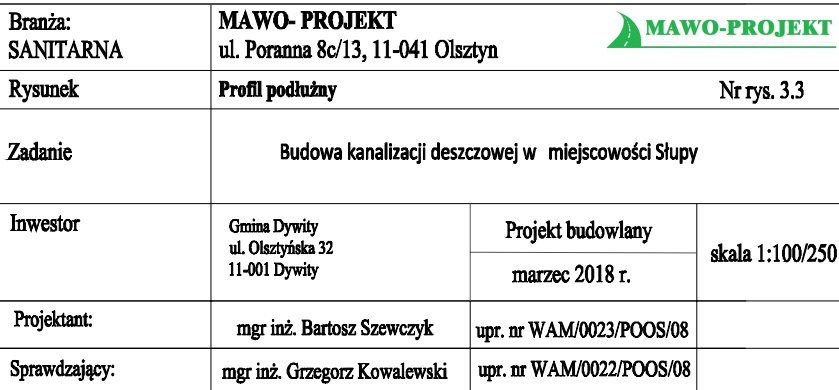 Branża:
SANITARNA
MAWO- PROJEKT
ul. Poranna 8c/13, 11-041 Olsztyn
MAWO-PROJEKT
Rysunek
Profil podłużny
Nr rys. 3.3
Zadanie
Budowa kanalizacji deszczowej w miejscowości Słupy
Inwestor
Gmina Dywity
ul. Olsztyńska 32
11-001 Dywity
Projekt budowlany
marzec 2018 r.
skala 1:100/250
Projektant:
mgr inż. Bartosz Szewczyk
upr. nr WAM/0023/POOS/08
Sprawdzający:
mgr inż. Grzegorz Kowalewski
upr. nr WAM/0022/POOS/08